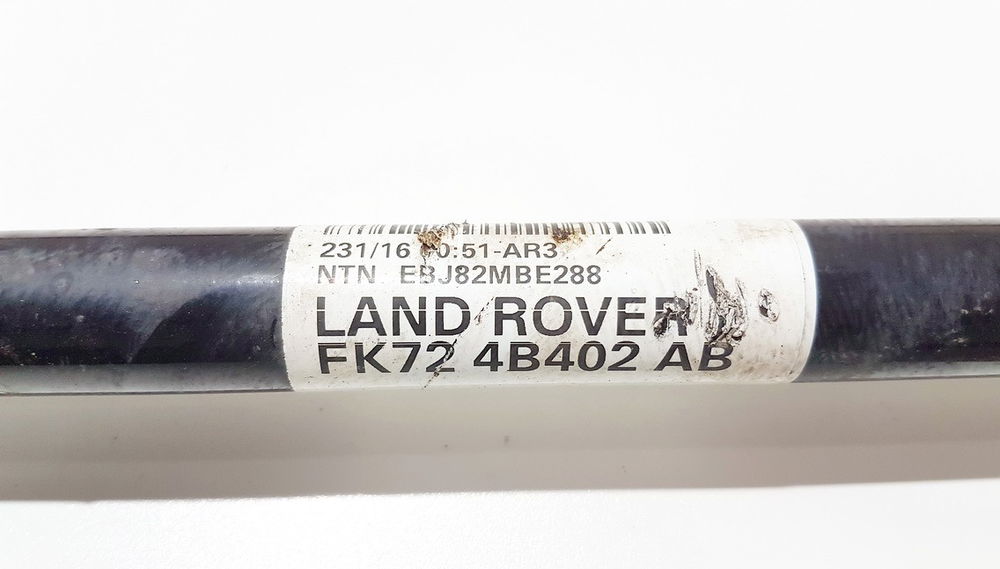 231/16 0:51-AR3
NTN EBJ82MBE288
LAND ROVER
FK72 4B402 AB